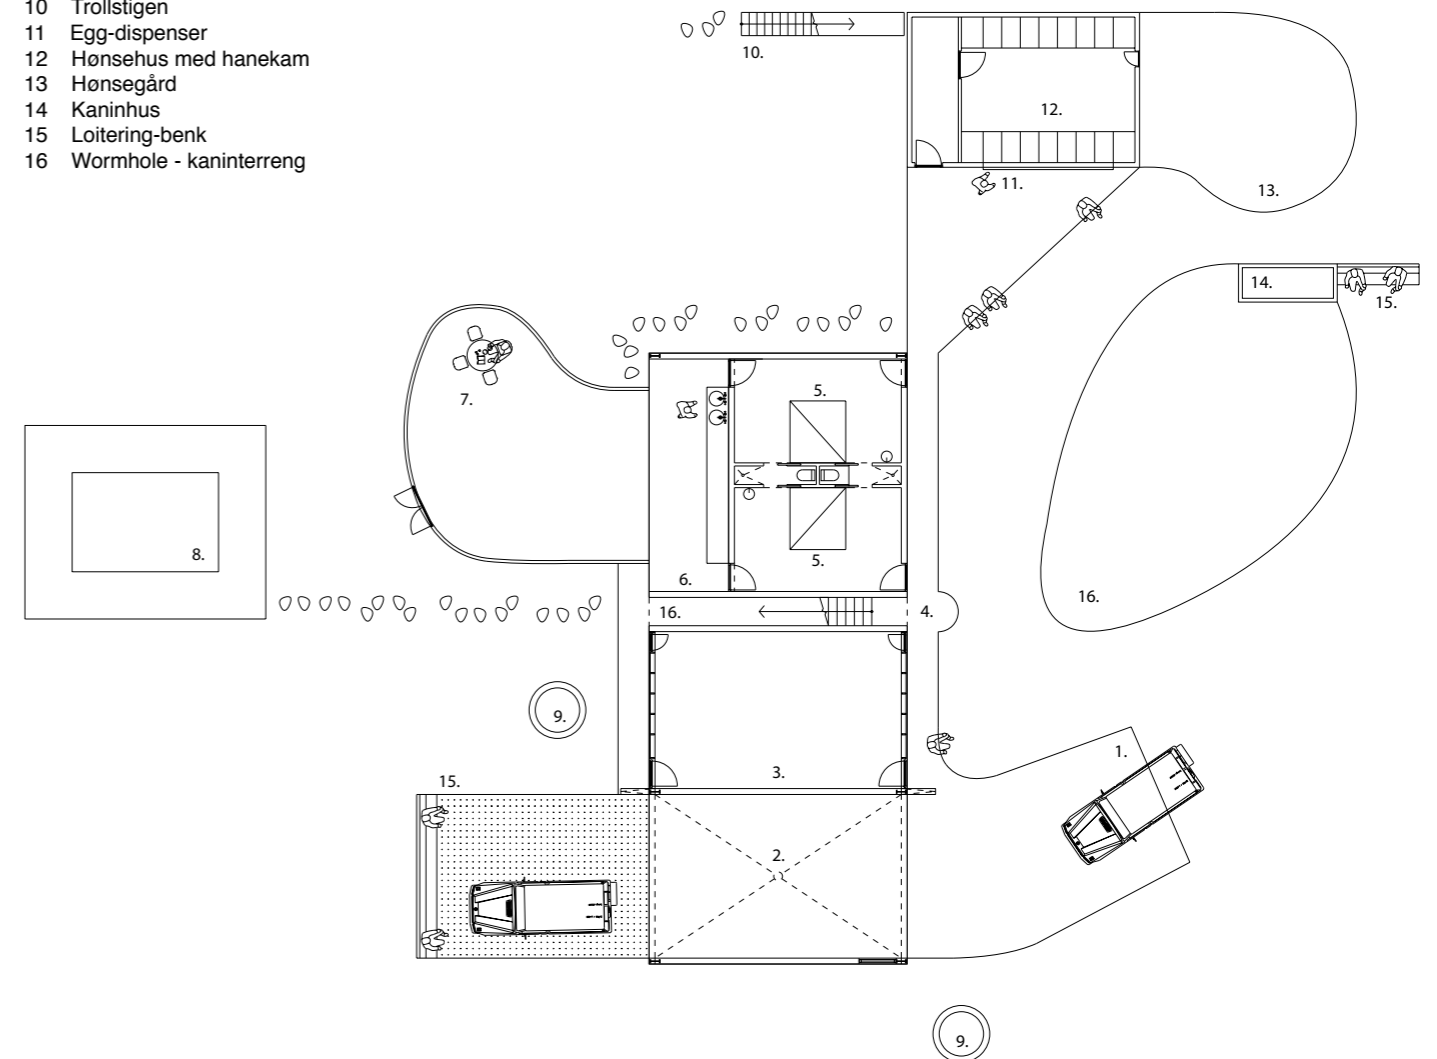 10 Trollstigen
11 Egg-dispenser
12 Hønsehus med hanekam
13 Hønsegård
14 Kaninhus
15 Loitering-benk
16 Wormhole - kaninterreng
10.
12.
11.
13.
14.
15.
7.
5.
8.
5.
6.
16.
4.
16.
9.
1.
3.
15.
2.
9.